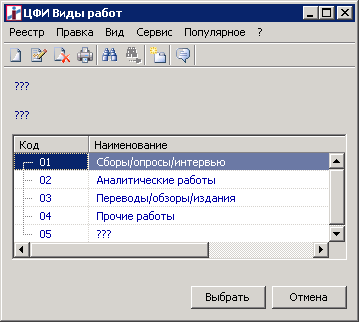 ЦФИ Виды работ
Реестр Правка Вид Сервис Популярное ?
???
???
Код Наименование
01 Сборы/опросы/интервью
02 Аналитические работы
03 Переводы/обзоры/издания
04 Прочие работы
05 ???
Выбрать Отмена